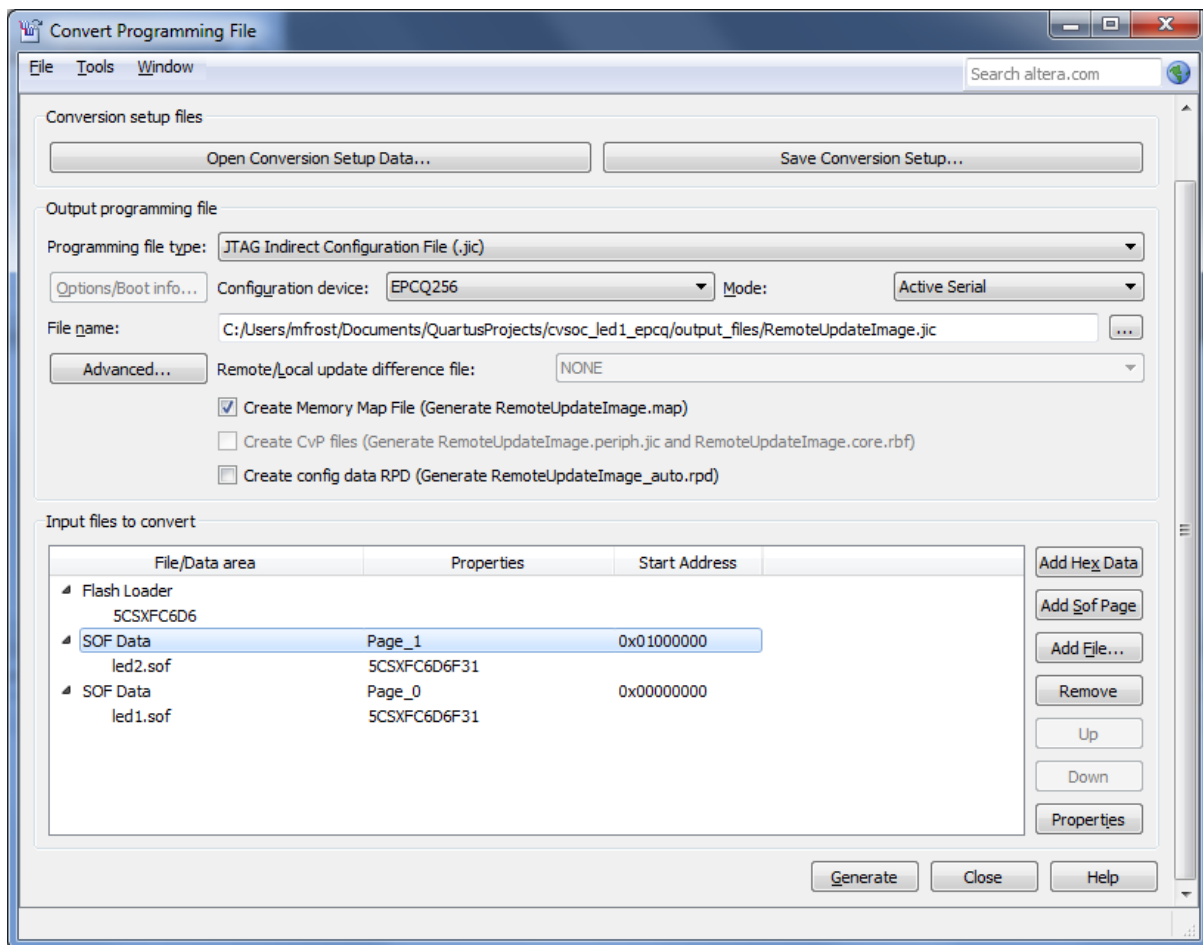 Convert Programming File
File Tools Window Search altera.com
Conversion setup files
Open Conversion Setup Data... Save Conversion Setup...
Output programming file
Programming file type: JTAG Indirect Configuration File (.jic)
Options/Boot info... Configuration device: EPCQ256 Mode: Active Serial
File name: C:/Users/mfrost/Documents/QuartusProjects/cvsoc_led1_epcq/output_files/RemoteUpdateImage.jic ...
Advanced... Remote/Local update difference file: NONE
Create Memory Map File (Generate RemoteUpdateImage.map)
Create CvP files (Generate RemoteUpdateImage.periph.jic and RemoteUpdateImage.core.rbf)
Create config data RPD (Generate RemoteUpdateImage_auto.rpd)
Input files to convert
File/Data area Properties Start Address Add Hex Data
Flash Loader
5CSXFC6D6 Add Sof Page
SOF Data Page_1 0x01000000 Add File...
led2.sof 5CSXFC6D6F31
SOF Data Page_0 0x00000000 Remove
led1.sof 5CSXFC6D6F31
Up
Down
Properties
Generate Close Help